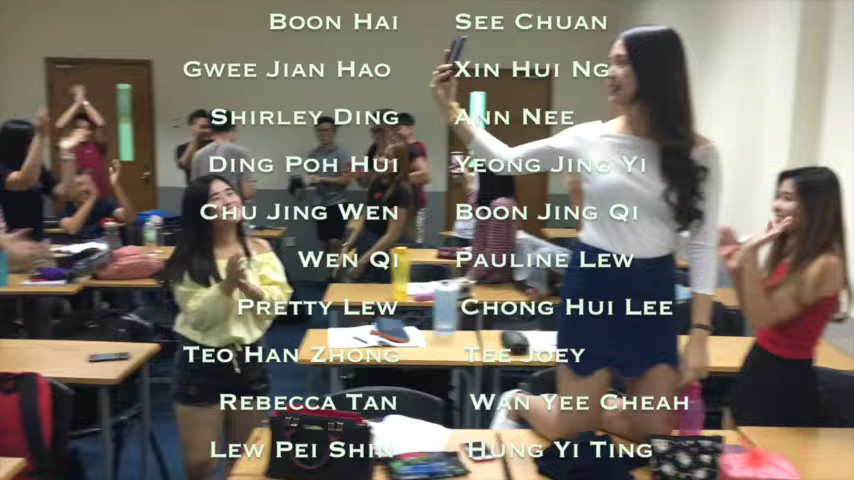 Boon Hai See Chuan
Gwee Jian Hao Xin Hui Ng
Shirley Ding Ann Nee
Ding Poh Hui Yeong Jing Yi
Chu Jing Wen Boon Jing Qi
Wen Qi Pauline Lew
Pretty Lew Chong Hui Lee
Teo Han Zhong Tee Joey
Rebecca Tan Wan Yee Cheah
Lew Pei Shin Hung Yi Ting